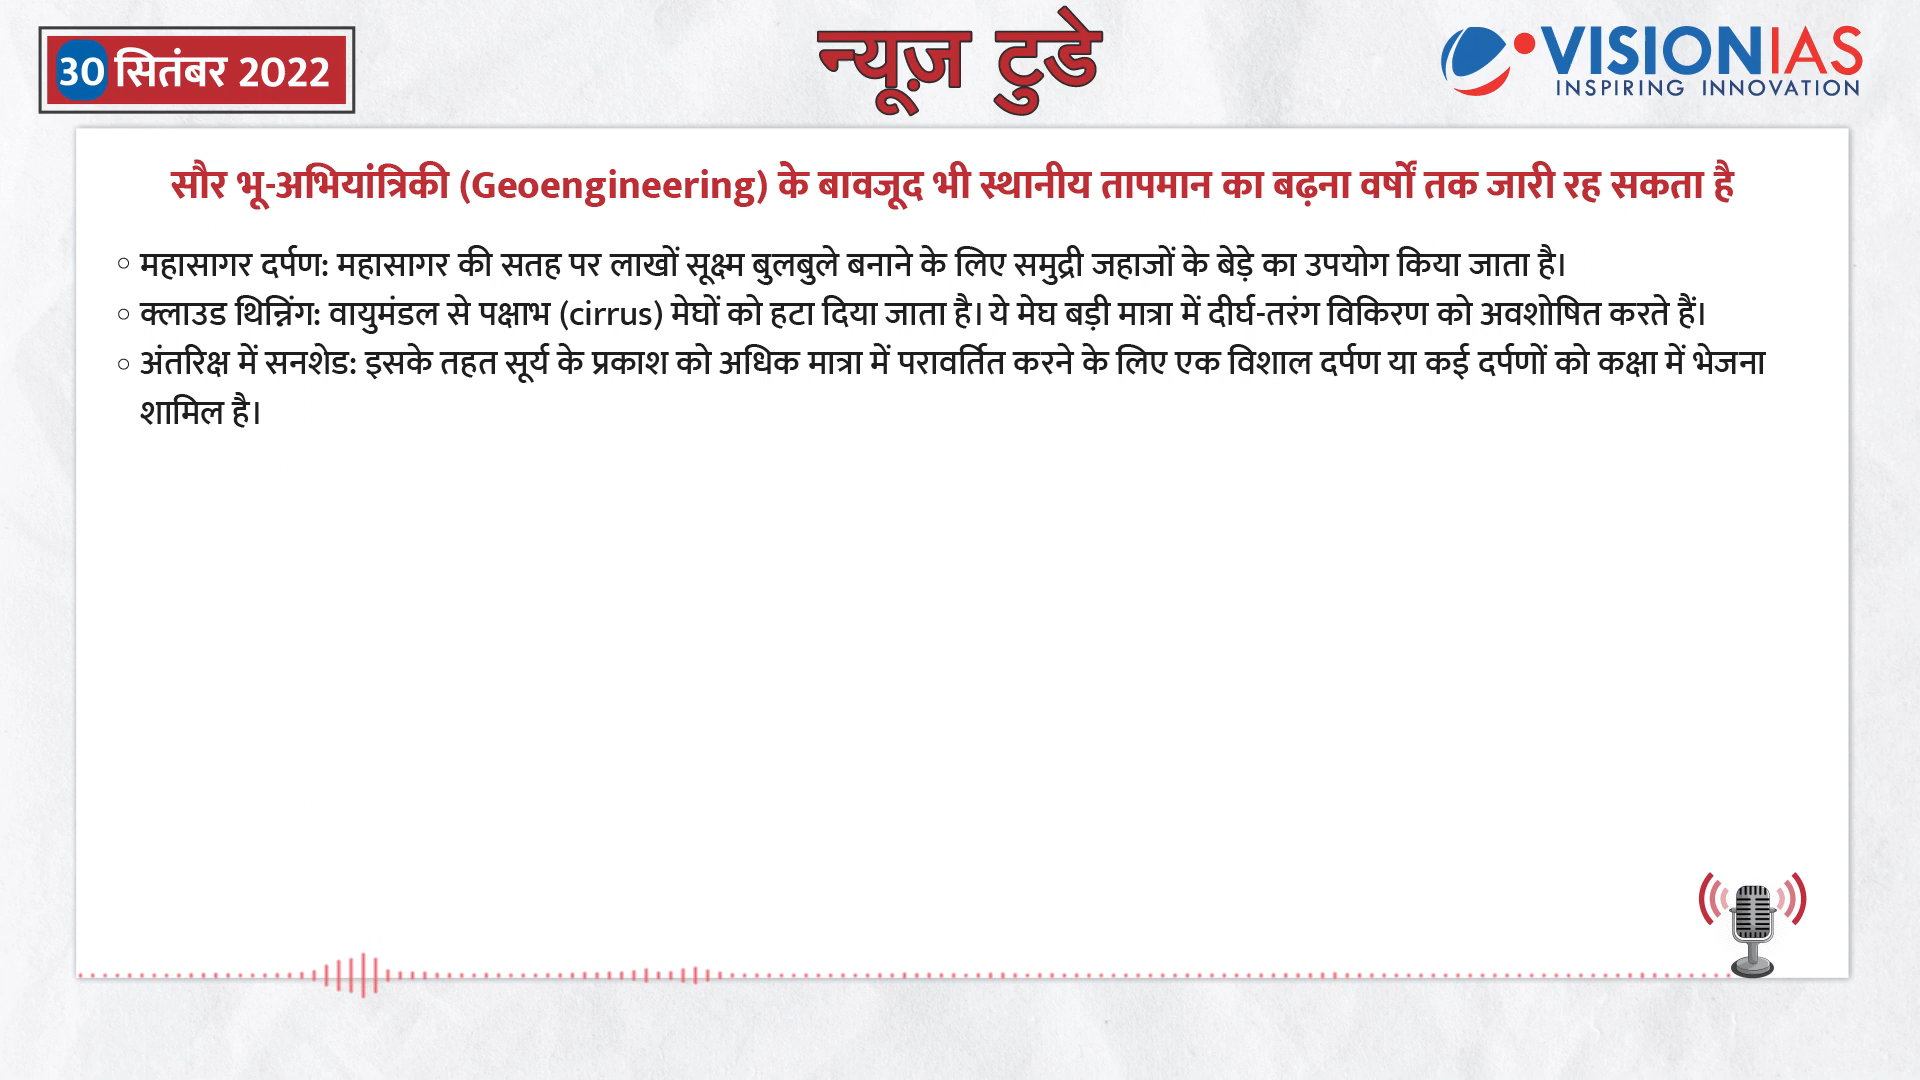 30 सितंबर 2022
न्यूज़ टुडे
VISIONIAS
INSPIRING INNOVATION
सौर भू-अभियांत्रिकी (Geoengineering) के बावजूद भी स्थानीय तापमान का बढ़ना वर्षों तक जारी रह सकता है
○ महासागर दर्पण: महासागर की सतह पर लाखों सूक्ष्म बुलबुले बनाने के लिए समुद्री जहाजों के बेड़े का उपयोग किया जाता है।
○ क्लाउड थिन्निंग: वायुमंडल से पक्षाभ (cirrus) मेघों को हटा दिया जाता है। ये मेघ बड़ी मात्रा में दीर्घ-तरंग विकिरण को अवशोषित करते हैं।
○ अंतरिक्ष में सनशेड: इसके तहत सूर्य के प्रकाश को अधिक मात्रा में परावर्तित करने के लिए एक विशाल दर्पण या कई दर्पणों को कक्षा में भेजना
शामिल है।